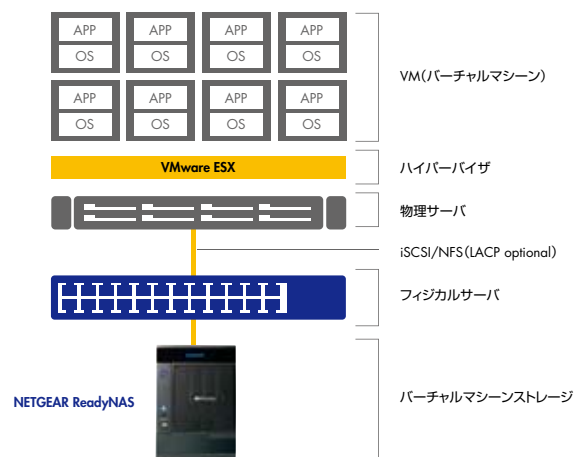 APP APP APP APP
OS OS OS OS
APP APP APP APP
OS OS OS OS
VM(バーチャルマシーン)
VMware ESX
ハイパーバイザ
物理サーバ
iSCSI/NFS(LACP optional)
フィジカルサーバ
NETGEAR ReadyNAS
バーチャルマシーンストレージ